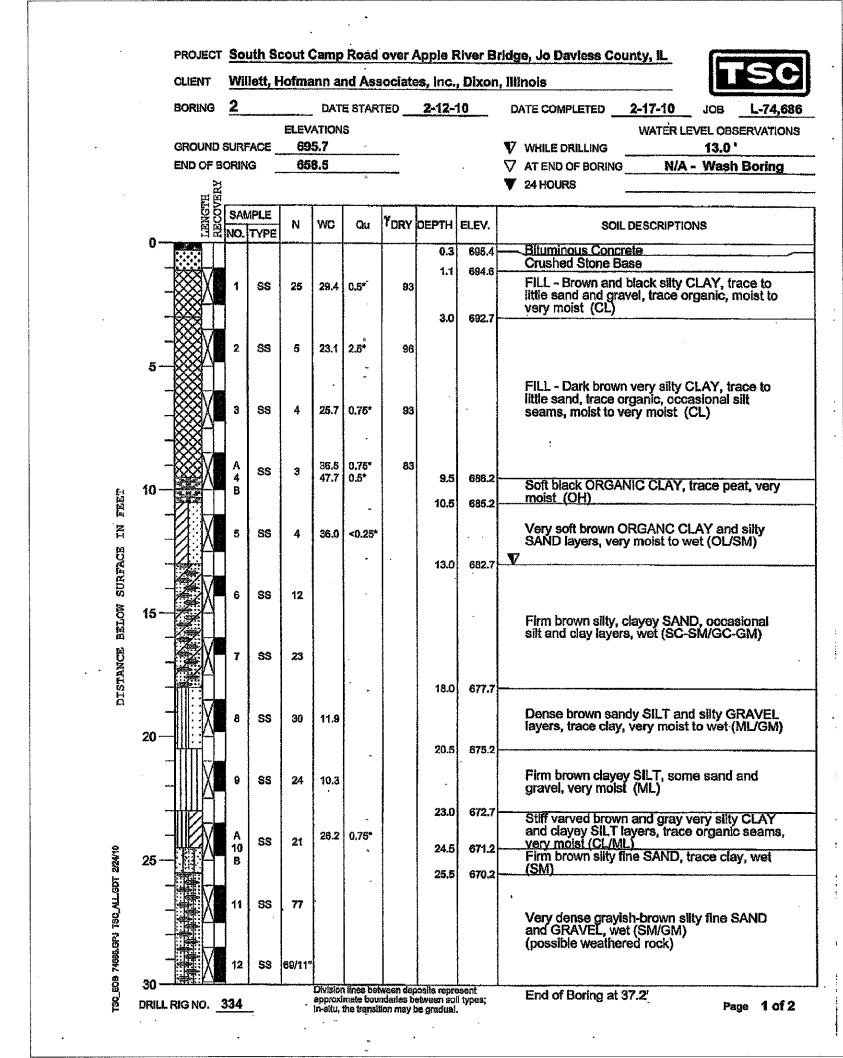 PROJECT South Scout Camp Road over Apple River Bridge, Jo Daviess County, IL
TSC
CLIENT Willett, Hofmann and Associates, Inc., Dixon, Illinois
BORING 2 DATE STARTED 2-12-10 DATE COMPLETED 2-17-10 JOB L-74,686
ELEVATIONS WATER LEVEL OBSERVATIONS
GROUND SURFACE 695.7 WHILE DRILLING 13.0 '
END OF BORING 658.5 AT END OF BORING N/A - Wash Boring
24 HOURS
LENGTH RECOVERY SAMPLE NO. TYPE N WC Qu γDRY DEPTH ELEV. SOIL DESCRIPTIONS
0
0.3 695.4 Bituminous Concrete
Crushed Stone Base
1.1 694.6
1 SS 25 29.4 0.5* 93 FILL - Brown and black silty CLAY, trace to
little sand and gravel, trace organic, moist to
very moist (CL)
3.0 692.7
2 SS 5 23.1 2.5* 96
5
FILL - Dark brown very silty CLAY, trace to
3 SS 4 25.7 0.75* 93 little sand, trace organic, occasional silt
seams, moist to very moist (CL)
A 36.5 0.75* 83
4 SS 3 47.7 0.5*
B
9.5 686.2
10
Soft black ORGANIC CLAY, trace peat, very
moist (OH)
10.5 685.2
5 SS 4 36.0 <0.25* Very soft brown ORGANC CLAY and silty
SAND layers, very moist to wet (OL/SM)
13.0 682.7
6 SS 12
15
Firm brown silty, clayey SAND, occasional
silt and clay layers, wet (SC-SM/GC-GM)
7 SS 23
18.0 677.7
8 SS 30 11.9 Dense brown sandy SILT and silty GRAVEL
layers, trace clay, very moist to wet (ML/GM)
20
20.5 675.2
9 SS 24 10.3 Firm brown clayey SILT, some sand and
gravel, very moist (ML)
23.0 672.7
Stiff varved brown and gray very silty CLAY
and clayey SILT layers, trace organic seams,
very moist (CL/ML)
A
10 SS 21 26.2 0.75*
B
24.5 671.2
25
Firm brown silty fine SAND, trace clay, wet
(SM)
25.5 670.2
11 SS 77
Very dense grayish-brown silty fine SAND
and GRAVEL, wet (SM/GM)
(possible weathered rock)
12 SS 69/11"
30
DISTANCE BELOW SURFACE IN FEET
TSC_EOB 74686.GPJ TSC_ALL.GDT 2/24/10
DRILL RIG NO. 334
Division lines between deposits represent
approximate boundaries between soil types;
in-situ, the transition may be gradual.
End of Boring at 37.2'
Page 1 of 2